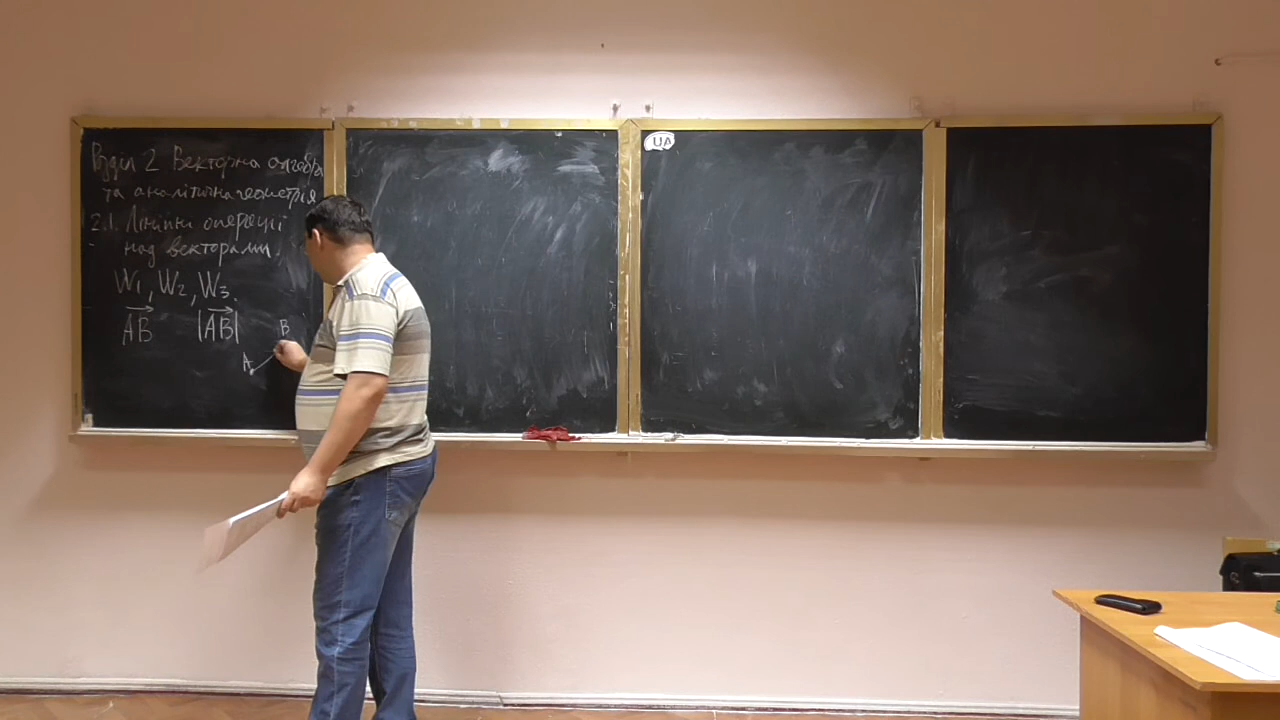 Розділ 2 Векторна алгебра
та аналітична геометрія
2.1. Лінійні операції
над векторами.
W₁, W₂, W₃.
AB |AB|
B
A
UA